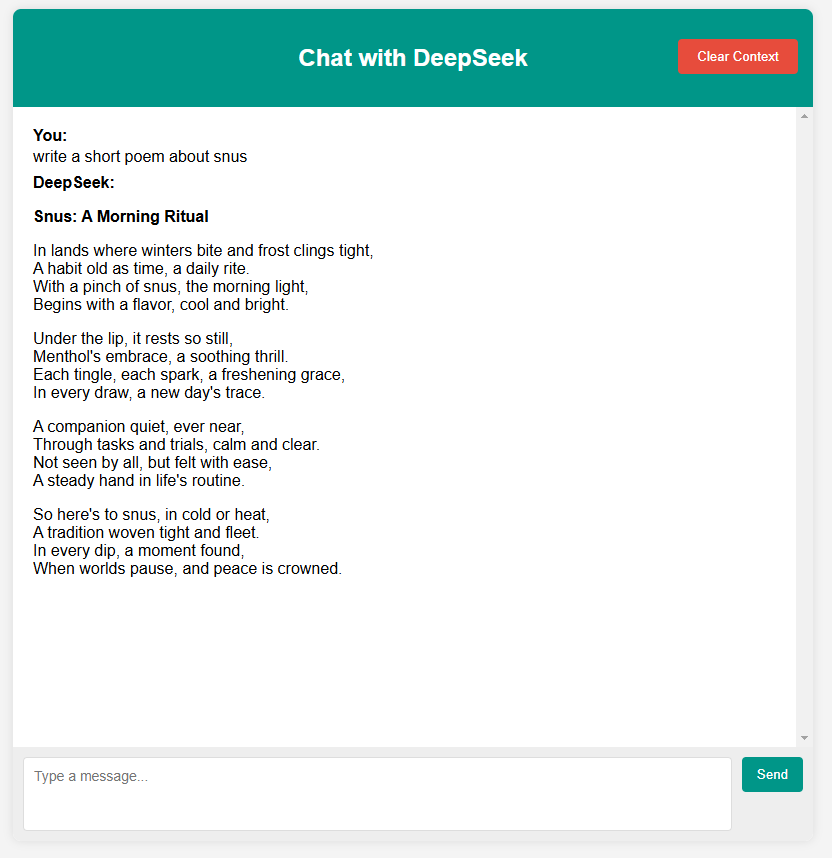 Chat with DeepSeek
Clear Context
You:
write a short poem about snus
DeepSeek:
Snus: A Morning Ritual
In lands where winters bite and frost clings tight,
A habit old as time, a daily rite.
With a pinch of snus, the morning light,
Begins with a flavor, cool and bright.
Under the lip, it rests so still,
Menthol's embrace, a soothing thrill.
Each tingle, each spark, a freshening grace,
In every draw, a new day's trace.
A companion quiet, ever near,
Through tasks and trials, calm and clear.
Not seen by all, but felt with ease,
A steady hand in life's routine.
So here's to snus, in cold or heat,
A tradition woven tight and fleet.
In every dip, a moment found,
When worlds pause, and peace is crowned.
Type a message...
Send